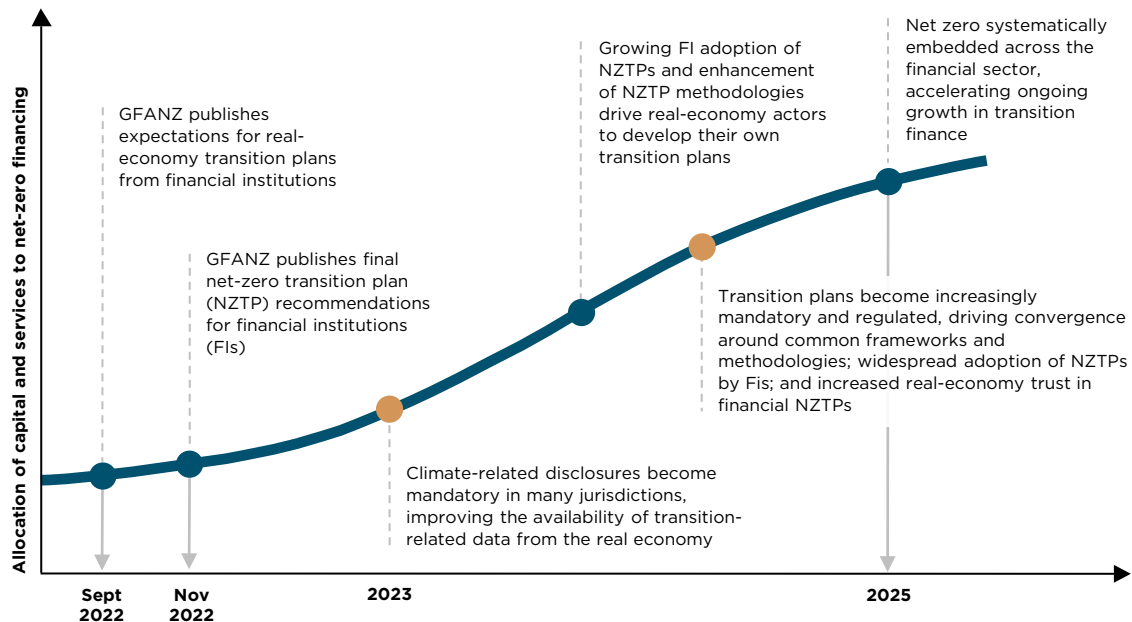 Allocation of capital and services to net-zero financing
GFANZ publishes
expectations for real-
economy transition plans
from financial institutions
GFANZ publishes final
net-zero transition plan
(NZTP) recommendations
for financial institutions
(FIs)
Climate-related disclosures become
mandatory in many jurisdictions,
improving the availability of transition-
related data from the real economy
Growing FI adoption of
NZTPs and enhancement
of NZTP methodologies
drive real-economy actors
to develop their own
transition plans
Transition plans become increasingly
mandatory and regulated, driving convergence
around common frameworks and
methodologies; widespread adoption of NZTPs
by Fis; and increased real-economy trust in
financial NZTPs
Net zero systematically
embedded across the
financial sector,
accelerating ongoing
growth in transition
finance
Sept
2022
Nov
2022
2023
2025